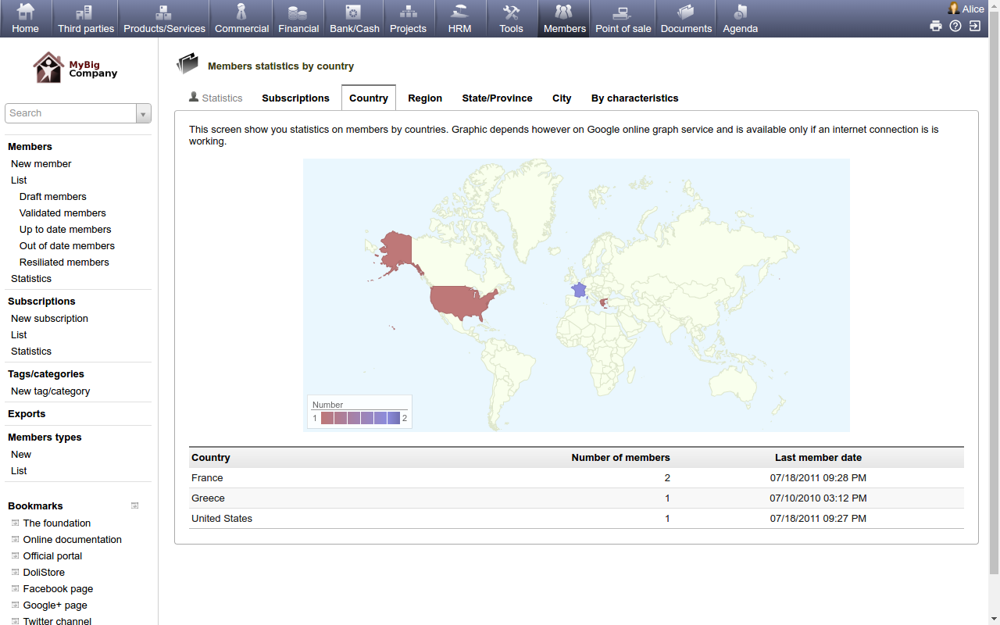 Home
Third parties
Products/Services
Commercial
Financial
Bank/Cash
Projects
HRM
Tools
Members
Point of sale
Documents
Agenda
Alice
MyBig
Company
Search
Members
New member
List
Draft members
Validated members
Up to date members
Out of date members
Resiliated members
Statistics
Subscriptions
New subscription
List
Statistics
Tags/categories
New tag/category
Exports
Members types
New
List
Bookmarks
The foundation
Online documentation
Official portal
DoliStore
Facebook page
Google+ page
Twitter channel
Members statistics by country
Statistics Subscriptions Country Region State/Province City By characteristics
This screen show you statistics on members by countries. Graphic depends however on Google online graph service and is available only if an internet connection is is
working.
Number
1 2
Country Number of members Last member date
France 2 07/18/2011 09:28 PM
Greece 1 07/10/2010 03:12 PM
United States 1 07/18/2011 09:27 PM